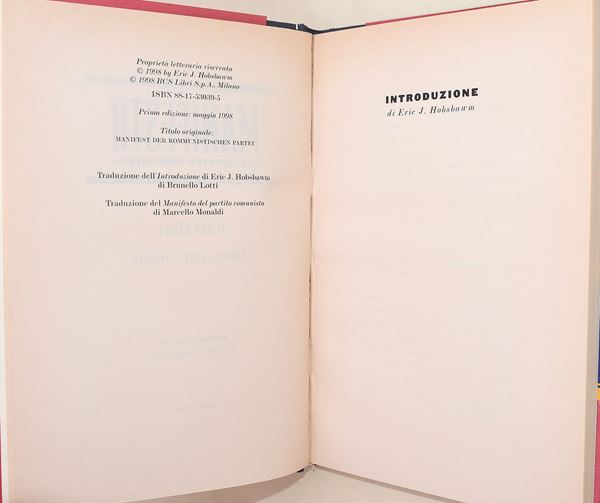 Proprietà letteraria riservata
© 1998 by Eric J. Hobsbawm
© 1998 RCS Libri S.p.A., Milano
ISBN 88-17-53039-5
Prima edizione: maggio 1998
Titolo originale:
MANIFEST DER KOMMUNISTISCHEN PARTEI
Traduzione dell'Introduzione di Eric J. Hobsbawm
di Brunello Lotti
Traduzione del Manifesto del partito comunista
di Marcello Monaldi
INTRODUZIONE
di Eric J. Hobsbawm